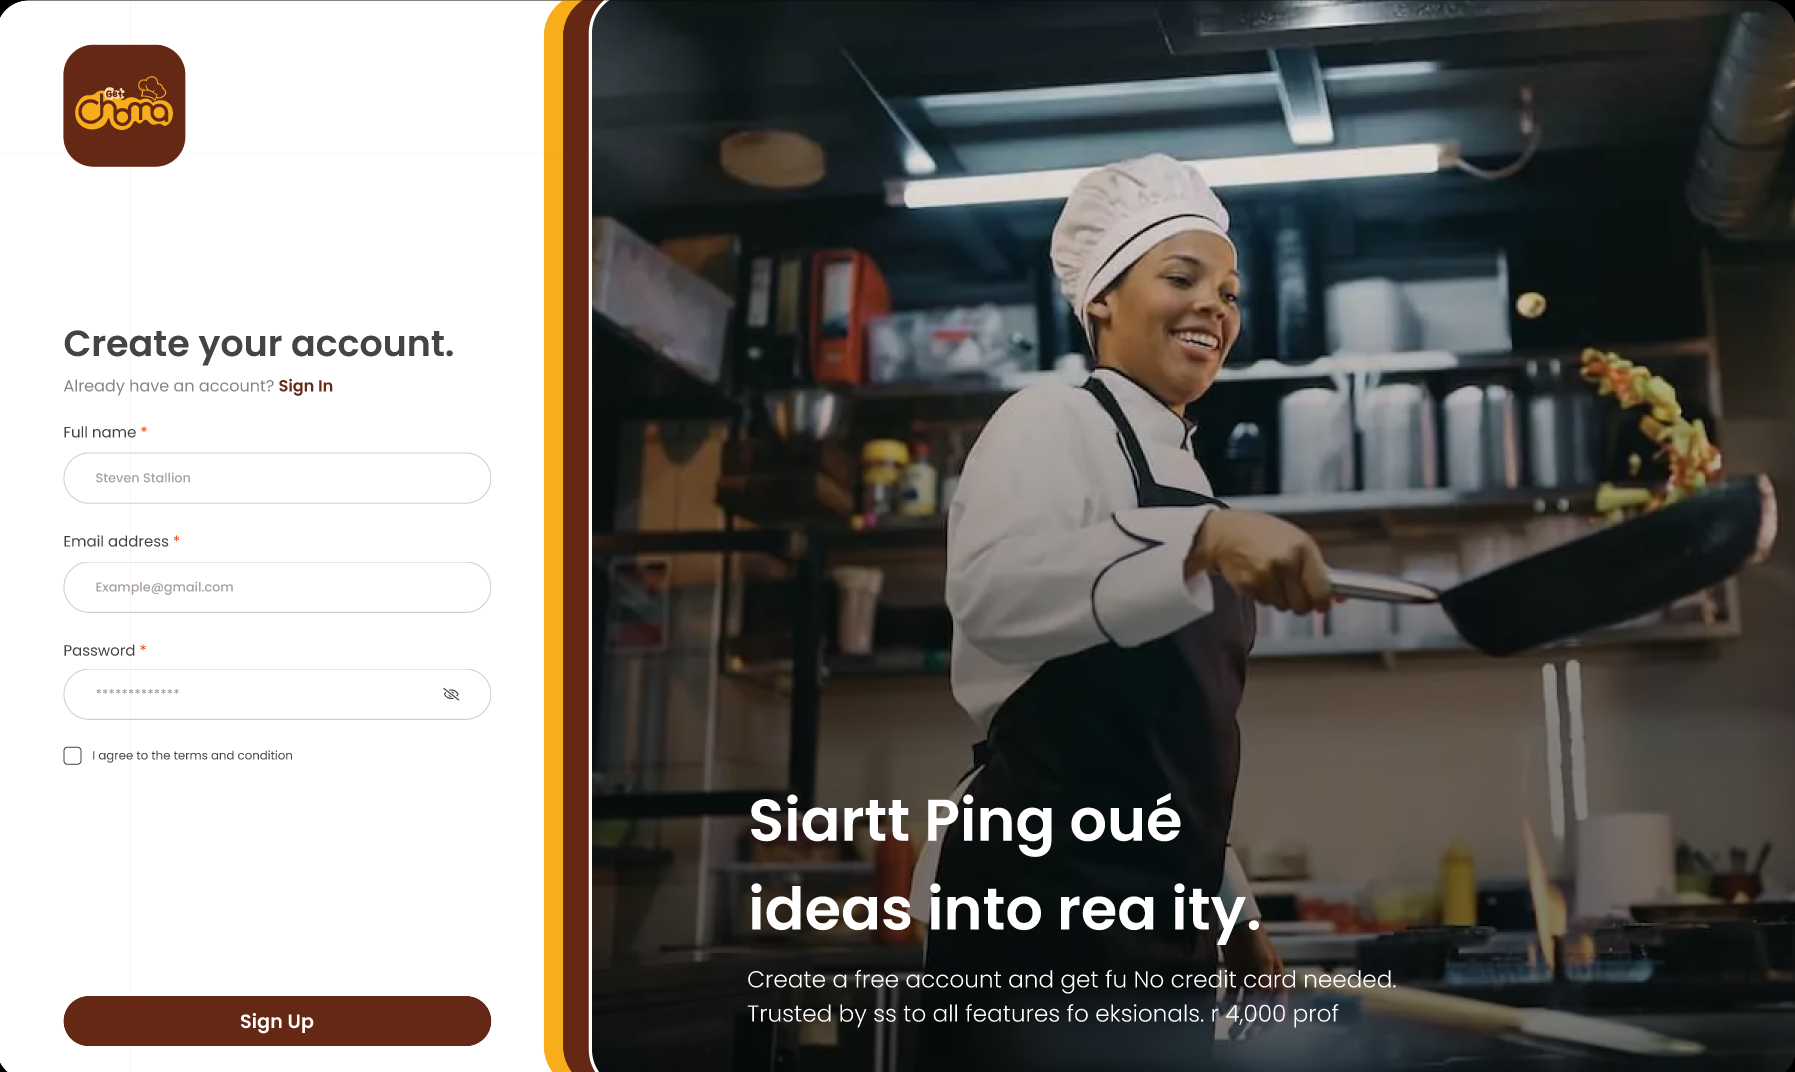 Get
Choma
Create your account.
Already have an account? Sign In
Full name *
Steven Stallion
Email address *
Example@gmail.com
Password *
*************
I agree to the terms and condition
Sign Up
Siartt Ping oué
ideas into rea ity.
Create a free account and get fu No credit card needed.
Trusted by ss to all features fo eksionals. r 4,000 prof